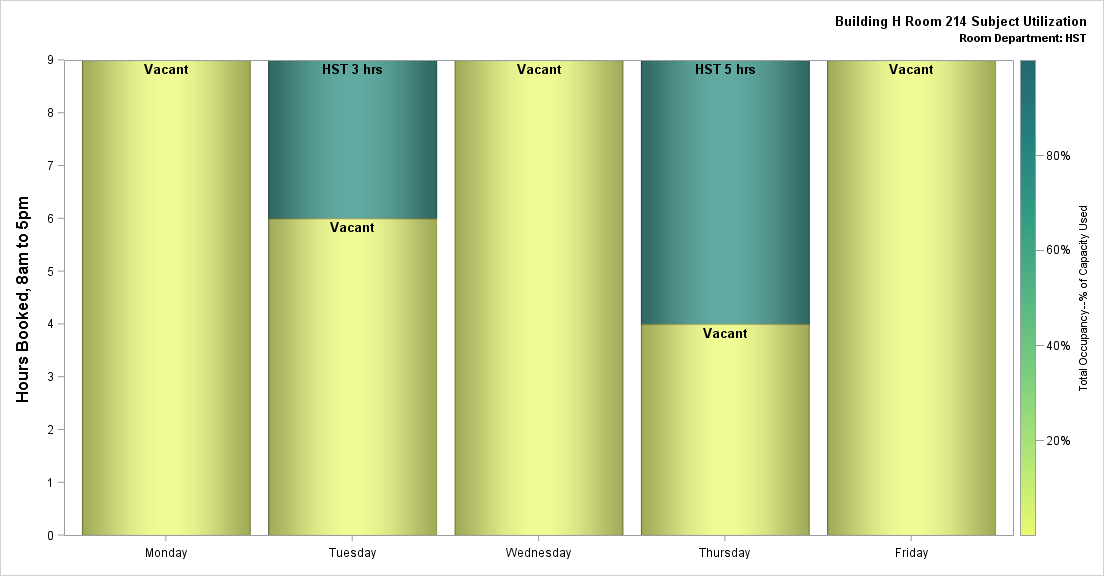 Building H Room 214 Subject Utilization
Room Department: HST
Hours Booked, 8am to 5pm
9
8
7
6
5
4
3
2
1
0
Vacant
HST 3 hrs
Vacant
Vacant
HST 5 hrs
Vacant
Vacant
Monday
Tuesday
Wednesday
Thursday
Friday
80%
60%
40%
20%
Total Occupancy--% of Capacity Used